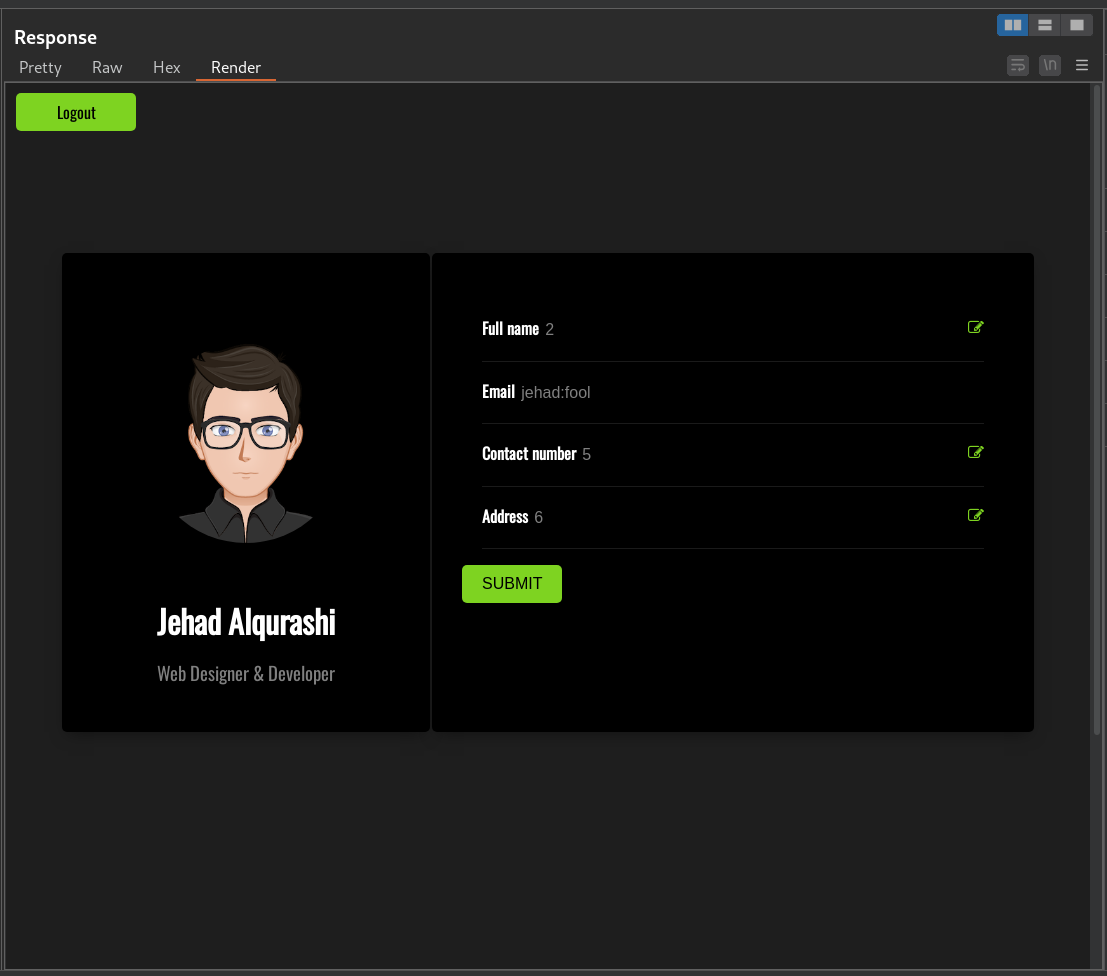 Response
Pretty Raw Hex Render
\n
Logout
Full name 2
Email jehad:fool
Contact number 5
Address 6
SUBMIT
Jehad Alqurashi
Web Designer & Developer